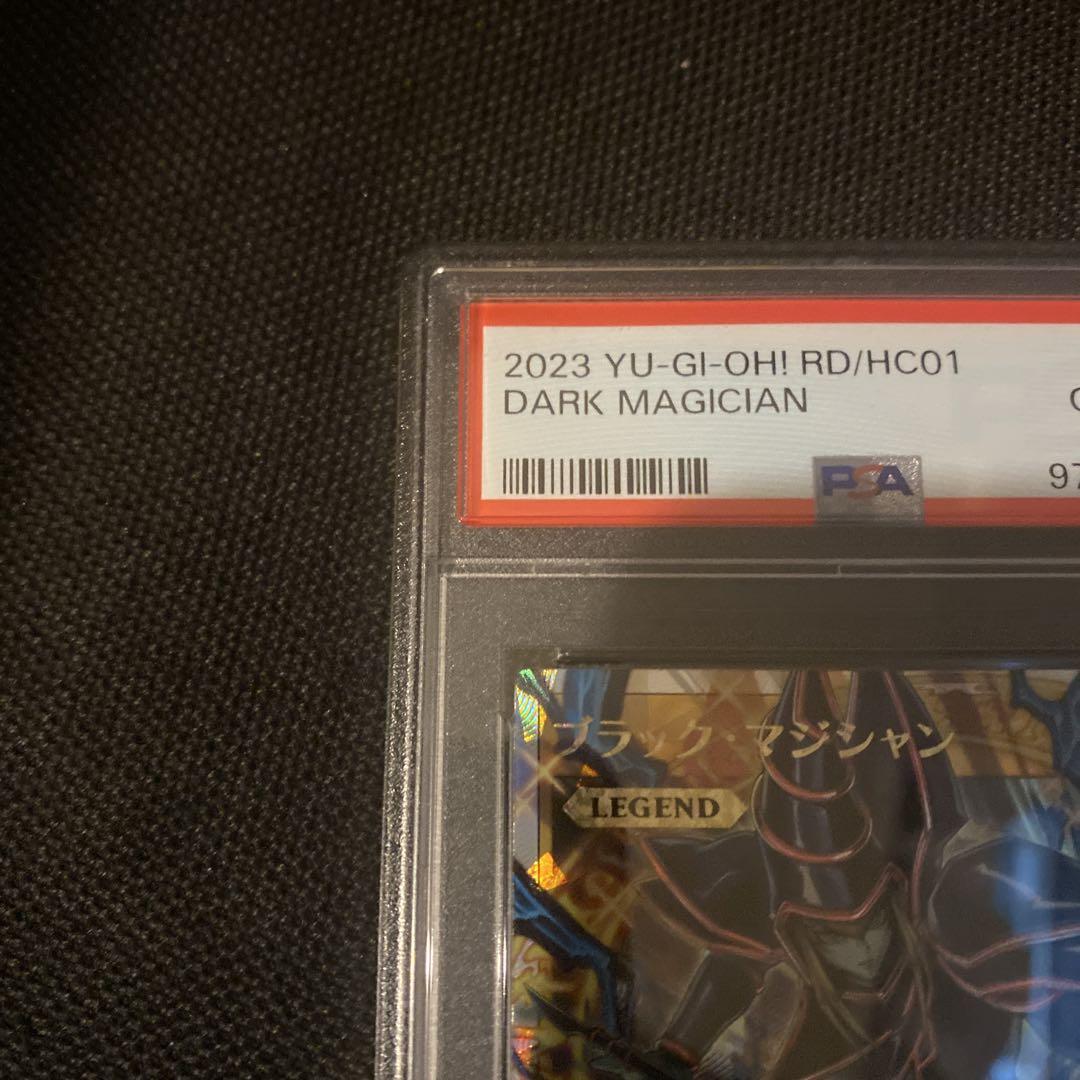 2023 YU-GI-OH! RD/HC01
DARK MAGICIAN
97
PSA
ブラック・マジシャン
LEGEND